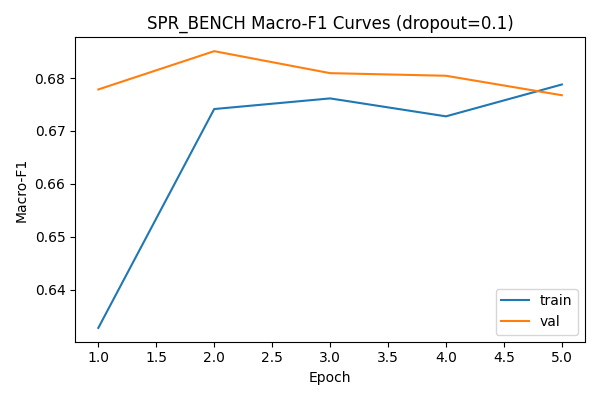 SPR_BENCH Macro-F1 Curves (dropout=0.1)
Macro-F1
0.68
0.67
0.66
0.65
0.64
1.0 1.5 2.0 2.5 3.0 3.5 4.0 4.5 5.0
Epoch
train
val